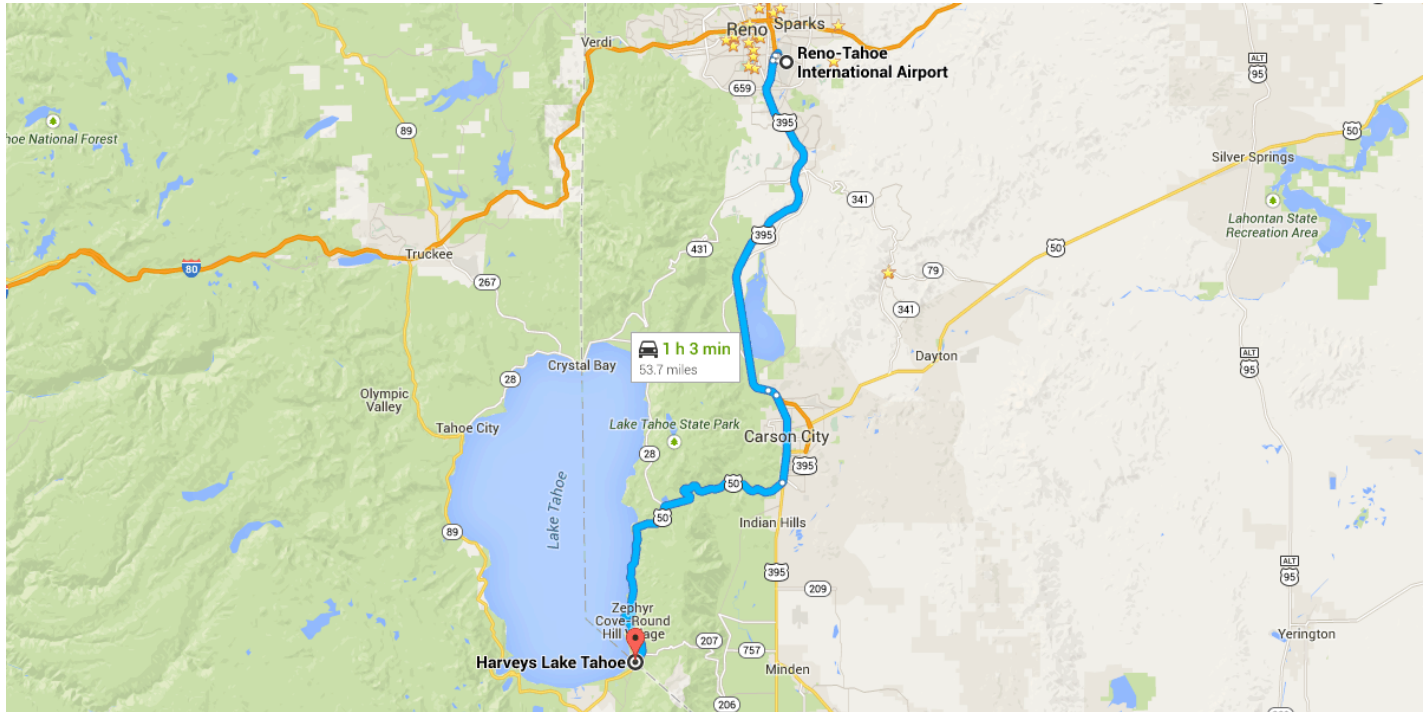 Reno
Sparks
Verdi
Reno-Tahoe
International Airport
ALT
95
659
395
89
50
hoe National Forest
Silver Springs
341
Lahontan State
Recreation Area
395
431
50
Truckee
80
267
79
341
1 h 3 min
53.7 miles
Dayton
ALT
95
Crystal Bay
28
Olympic
Valley
Tahoe City
Lake Tahoe State Park
Carson City
28
395
50
Lake Tahoe
50
Indian Hills
89
ALT
95
395
209
Zephyr
Cove-Round
Hill Village
207
757
Yerington
Harveys Lake Tahoe
Minden
206